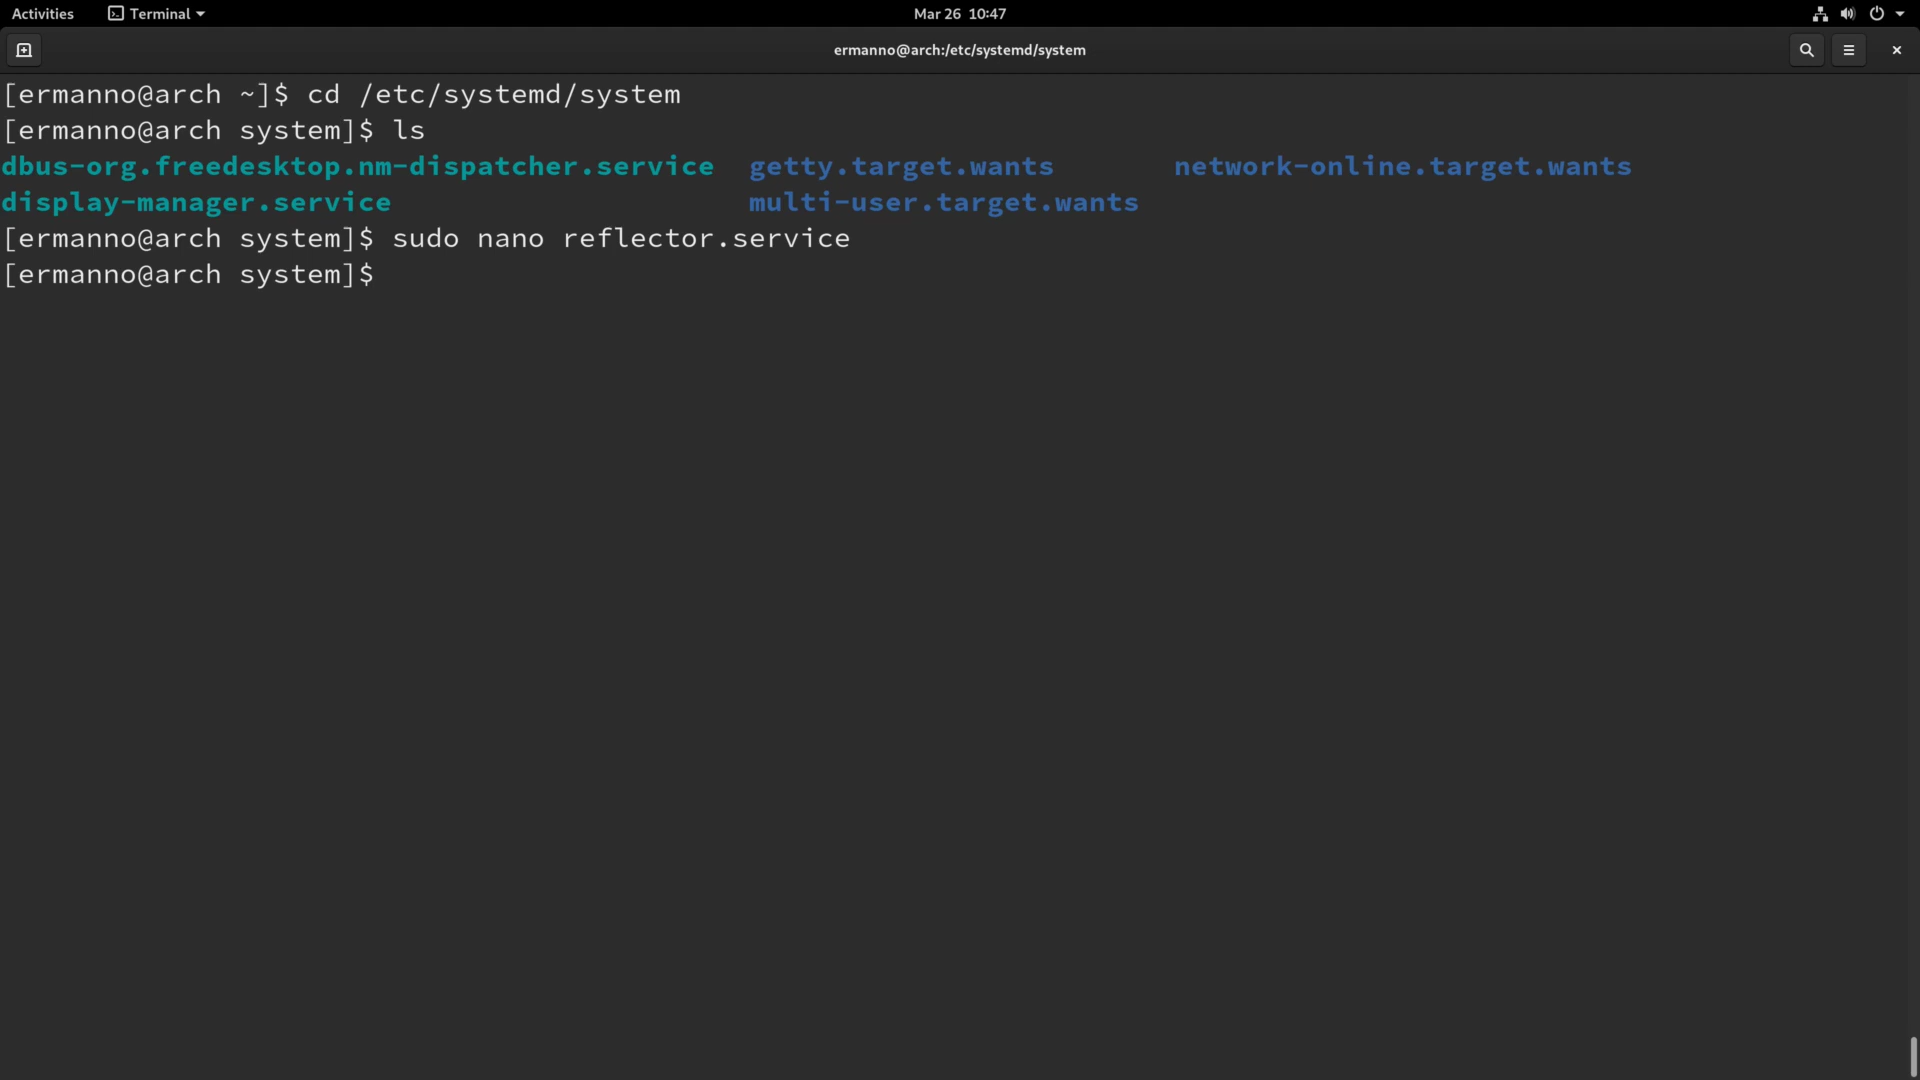 Activities Terminal Mar 26 10:47
ermanno@arch:/etc/systemd/system
[ermanno@arch ~]$ cd /etc/systemd/system
[ermanno@arch system]$ ls
dbus-org.freedesktop.nm-dispatcher.service getty.target.wants network-online.target.wants
display-manager.service multi-user.target.wants
[ermanno@arch system]$ sudo nano reflector.service
[ermanno@arch system]$